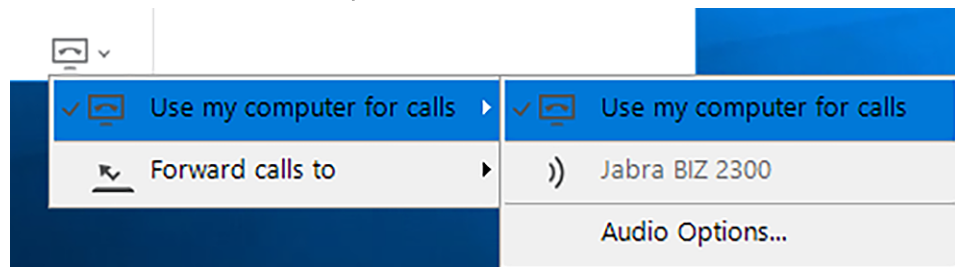 Use my computer for calls
Forward calls to
Use my computer for calls
Jabra BIZ 2300
Audio Options...